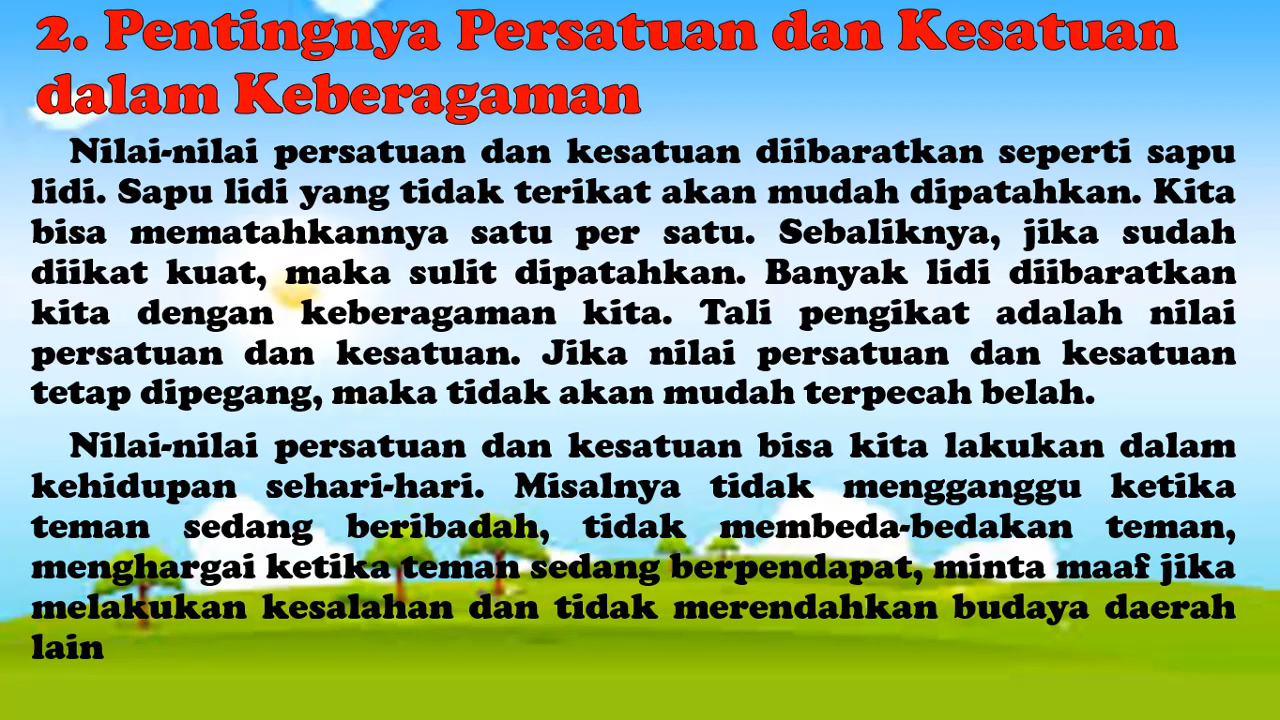 2. Pentingnya Persatuan dan Kesatuan
dalam Keberagaman
Nilai-nilai persatuan dan kesatuan diibaratkan seperti sapu
lidi. Sapu lidi yang tidak terikat akan mudah dipatahkan. Kita
bisa mematahkannya satu per satu. Sebaliknya, jika sudah
diikat kuat, maka sulit dipatahkan. Banyak lidi diibaratkan
kita dengan keberagaman kita. Tali pengikat adalah nilai
persatuan dan kesatuan. Jika nilai persatuan dan kesatuan
tetap dipegang, maka tidak akan mudah terpecah belah.
Nilai-nilai persatuan dan kesatuan bisa kita lakukan dalam
kehidupan sehari-hari. Misalnya tidak mengganggu ketika
teman sedang beribadah, tidak membeda-bedakan teman,
menghargai ketika teman sedang berpendapat, minta maaf jika
melakukan kesalahan dan tidak merendahkan budaya daerah
lain